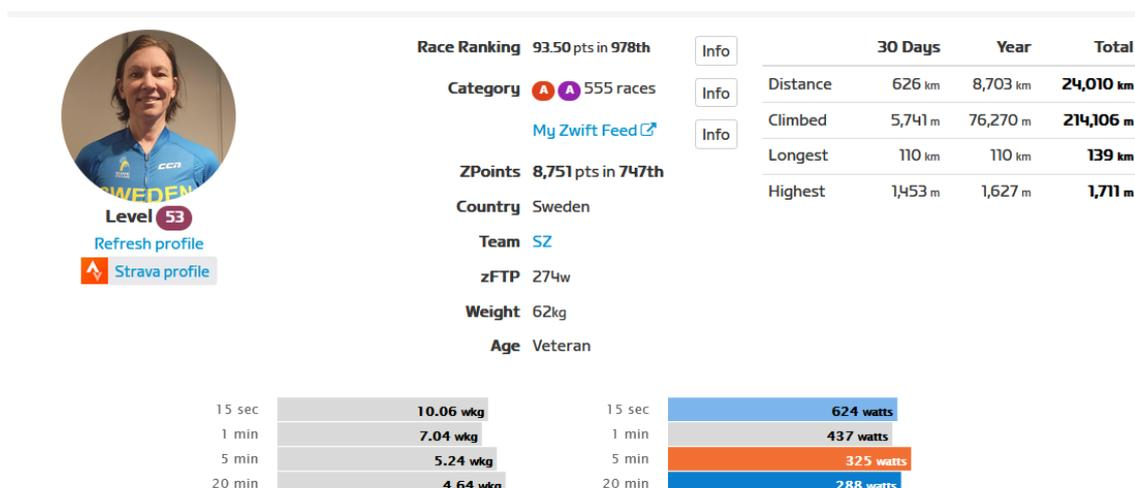 ccn
SWEDEN
Level 53
Refresh profile
Strava profile
Race Ranking 93.50 pts in 978th Info
Category A A 555 races Info
My Zwift Feed Info
ZPoints 8,751 pts in 747th
Country Sweden
Team SZ
zFTP 274w
Weight 62kg
Age Veteran
30 Days Year Total
Distance 626 km 8,703 km 24,010 km
Climbed 5,741 m 76,270 m 214,106 m
Longest 110 km 110 km 139 km
Highest 1,453 m 1,627 m 1,711 m
15 sec 10.06 wkg
1 min 7.04 wkg
5 min 5.24 wkg
20 min 4.64 wkg
15 sec 624 watts
1 min 437 watts
5 min 325 watts
20 min 288 watts